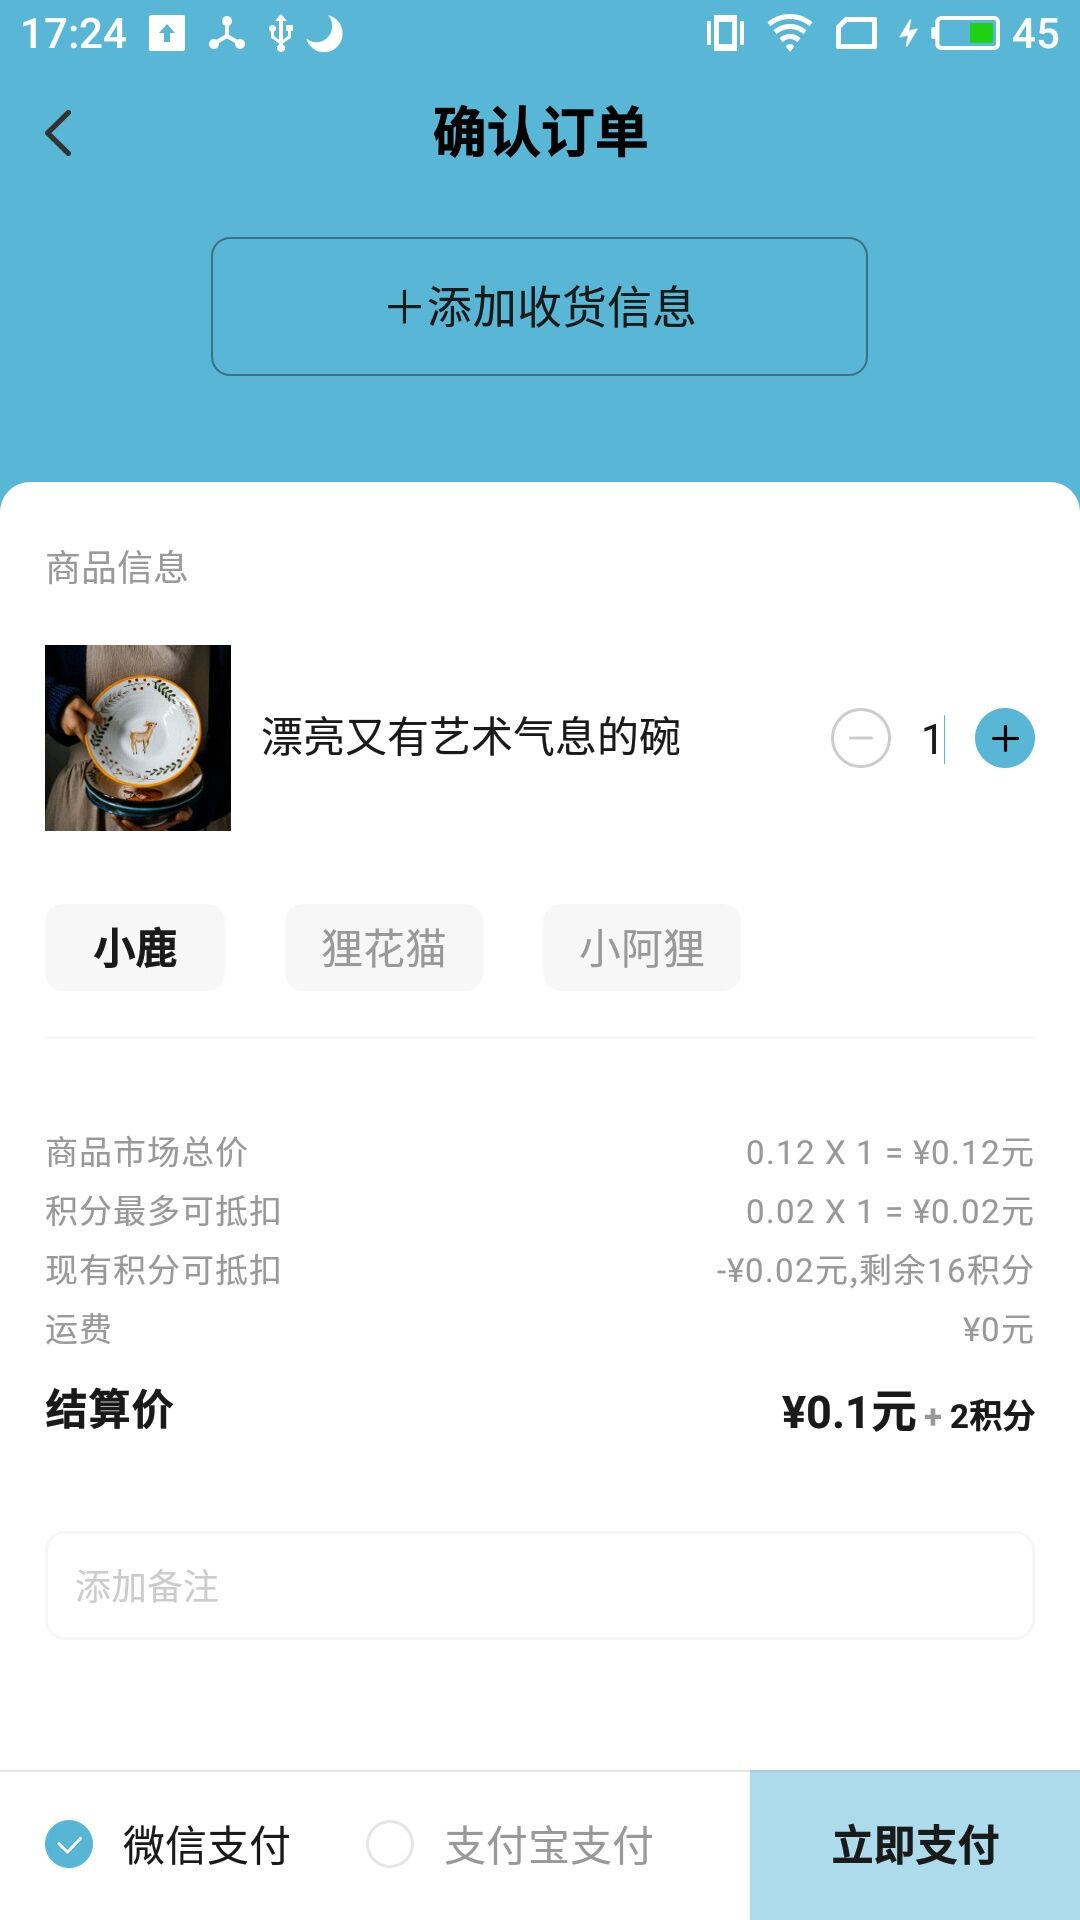 17:24
45
确认订单
+添加收货信息
商品信息
漂亮又有艺术气息的碗
1
小鹿 狸花猫 小阿狸
商品市场总价 0.12 X 1 = ¥0.12元
积分最多可抵扣 0.02 X 1 = ¥0.02元
现有积分可抵扣 -¥0.02元,剩余16积分
运费 ¥0元
结算价 ¥0.1元 + 2积分
添加备注
微信支付 支付宝支付 立即支付